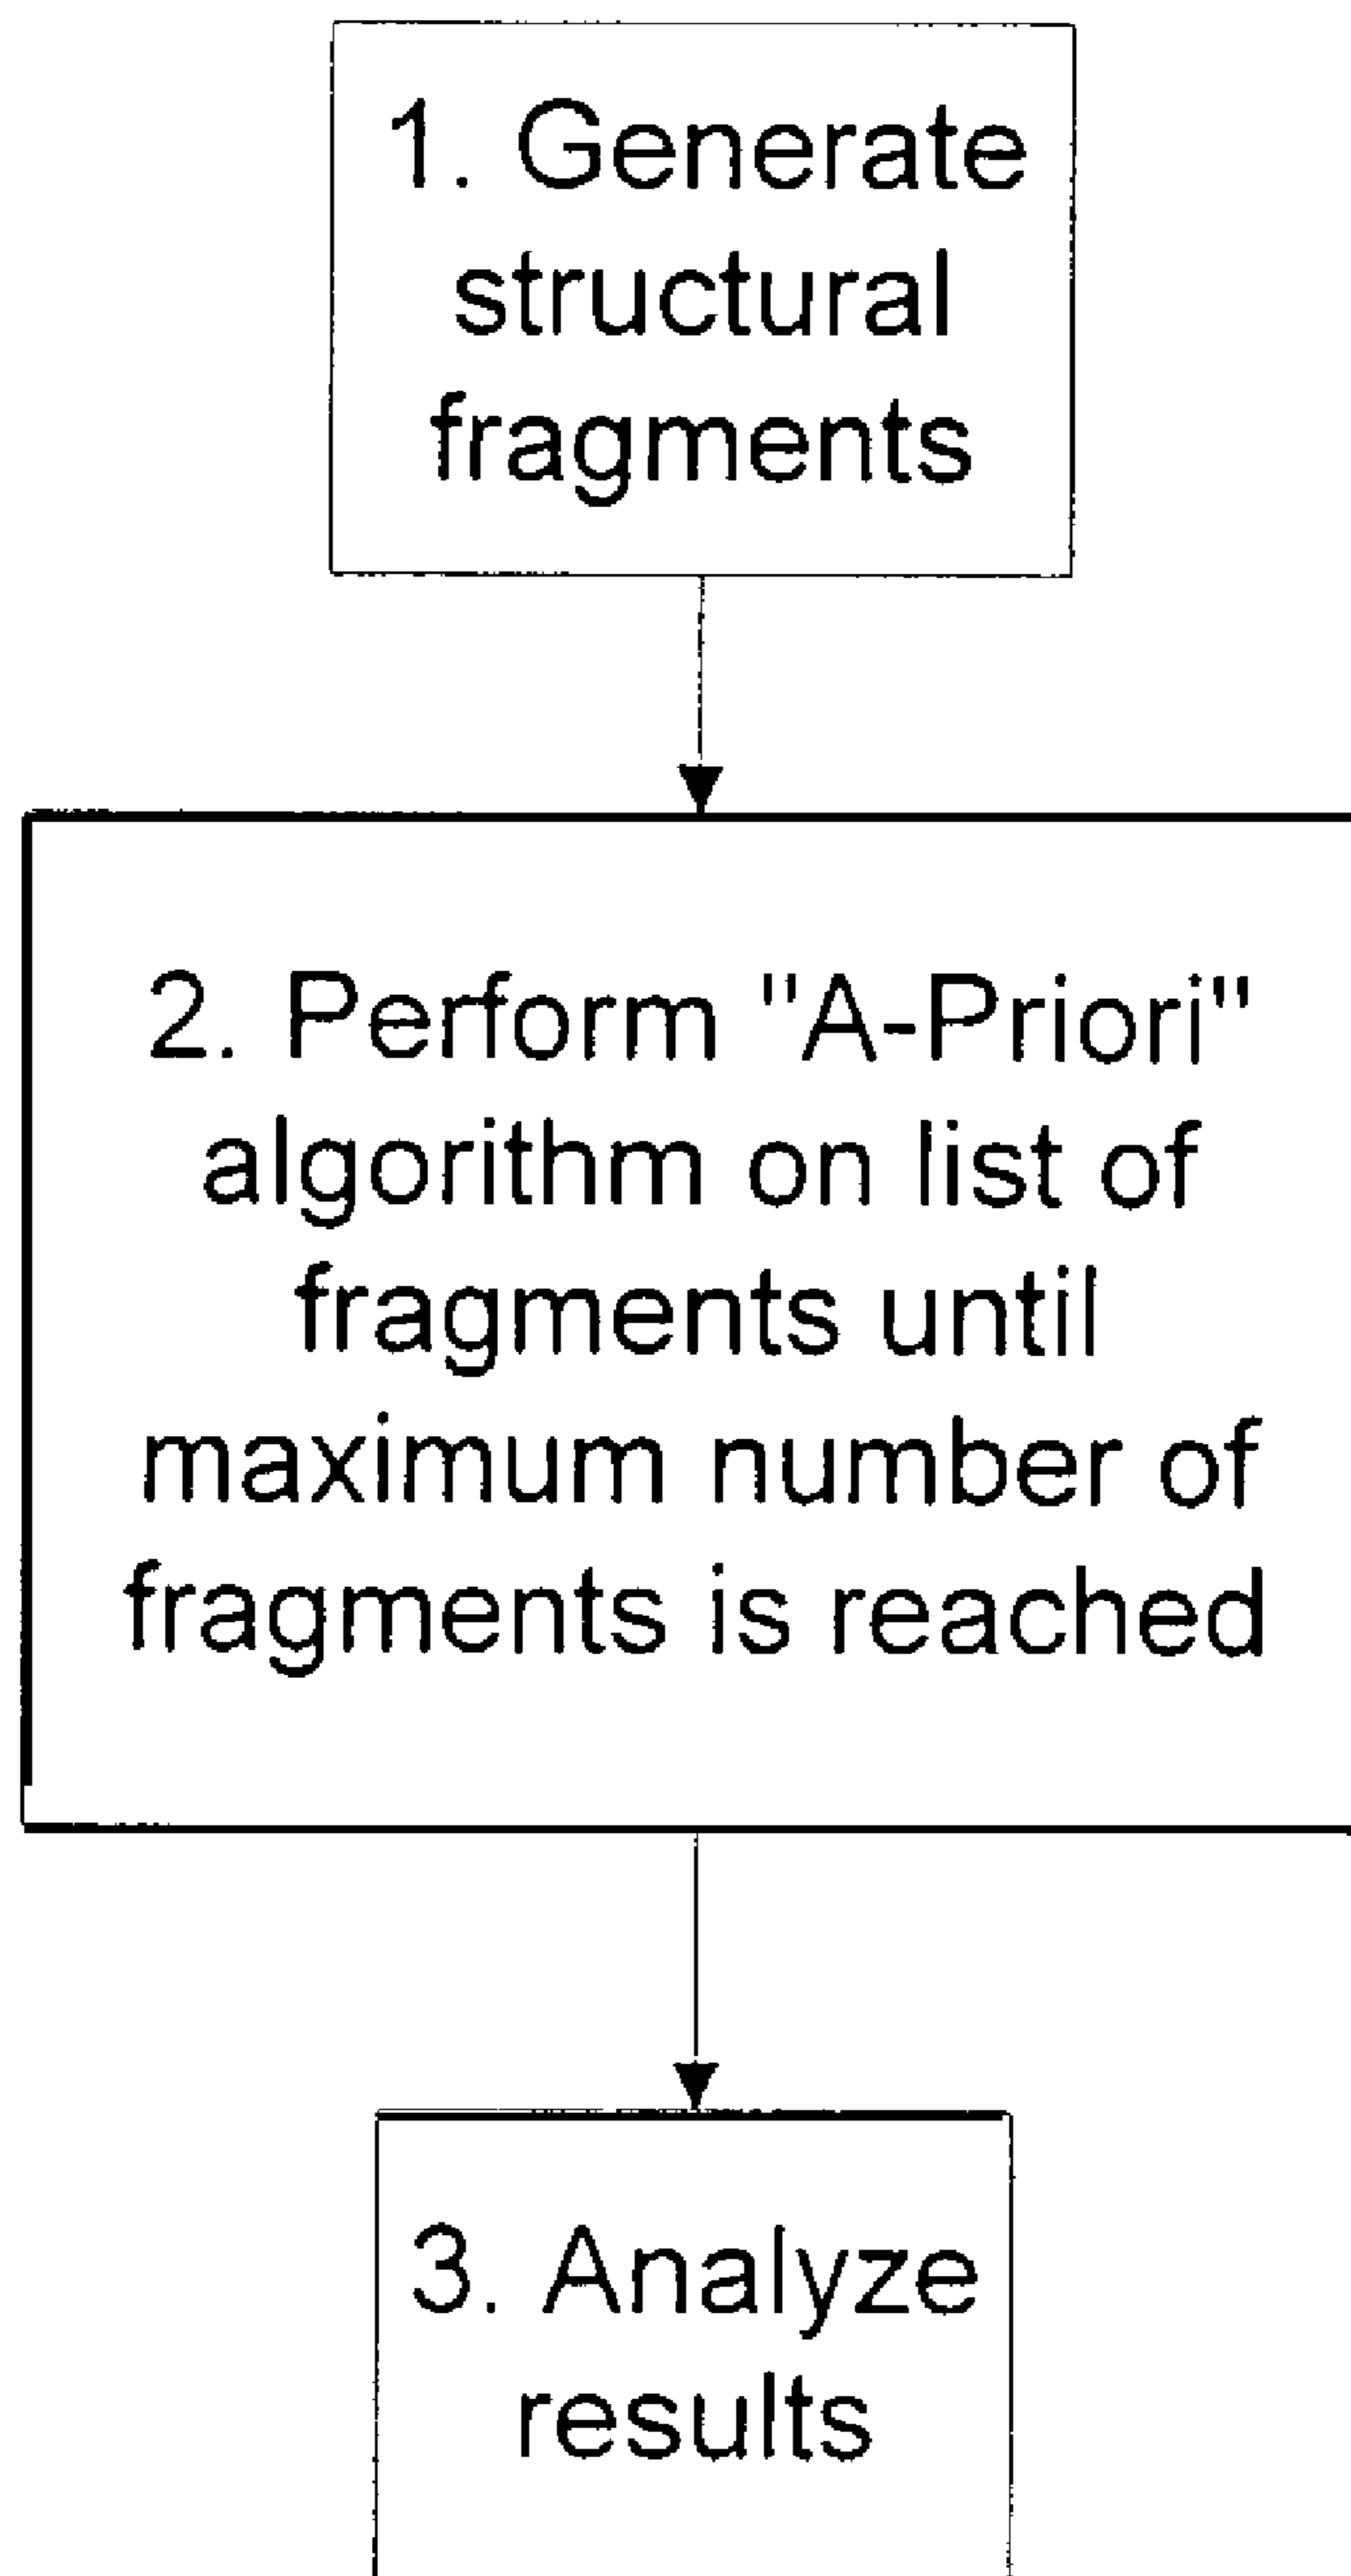 1. Generate
structural
fragments
2. Perform "A-Priori"
algorithm on list of
fragments until
maximum number of
fragments is reached
3. Analyze
results